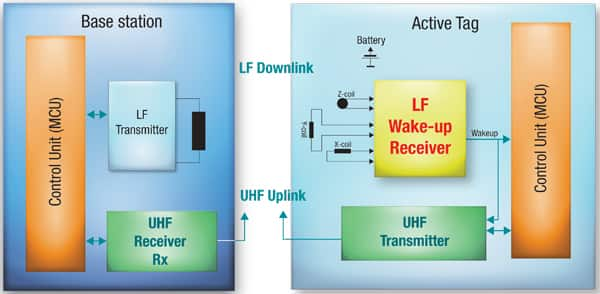 Base station
Control Unit (MCU)
LF
Transmitter
UHF
Receiver
Rx
LF Downlink
UHF Uplink
Active Tag
Battery
Z-coil
Y-coil
X-coil
LF
Wake-up
Receiver
Wakeup
UHF
Transmitter
Control Unit (MCU)